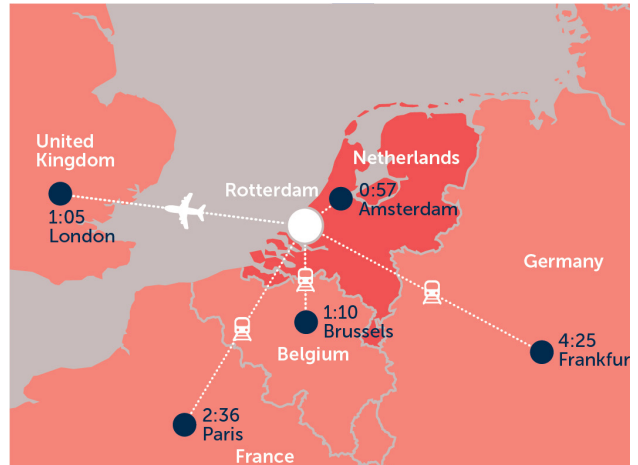 United
Kingdom
1:05
London
Rotterdam
Netherlands
0:57
Amsterdam
Germany
1:10
Brussels
Belgium
4:25
Frankfur
2:36
Paris
France